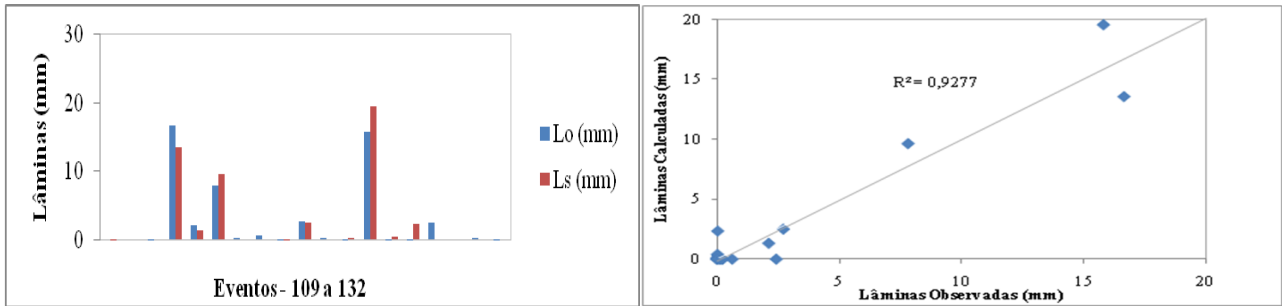 30
20
10
0
Lâminas (mm)
Eventos - 109 a 132
Lo (mm)
Ls (mm)
20
15
10
5
0
Lâminas Calculadas (mm)
R² = 0,9277
0
5
10
15
20
Lâminas Observadas (mm)